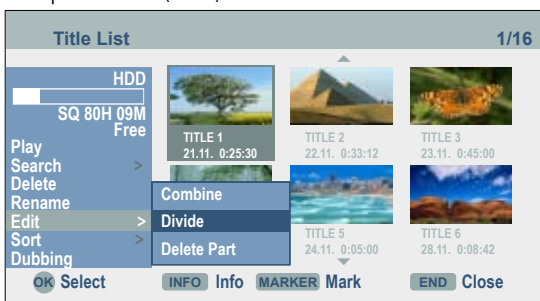 Title List 1/16
HDD
SQ 80H 09M
Free
Play
Search >
Delete
Rename
Edit >
Sort >
Dubbing
Combine
Divide
Delete Part
TITLE 1
21.11. 0:25:30
TITLE 2
22.11. 0:33:12
TITLE 3
23.11. 0:45:00
TITLE 5
24.11. 0:05:00
TITLE 6
28.11. 0:08:42
OK Select INFO Info MARKER Mark END Close